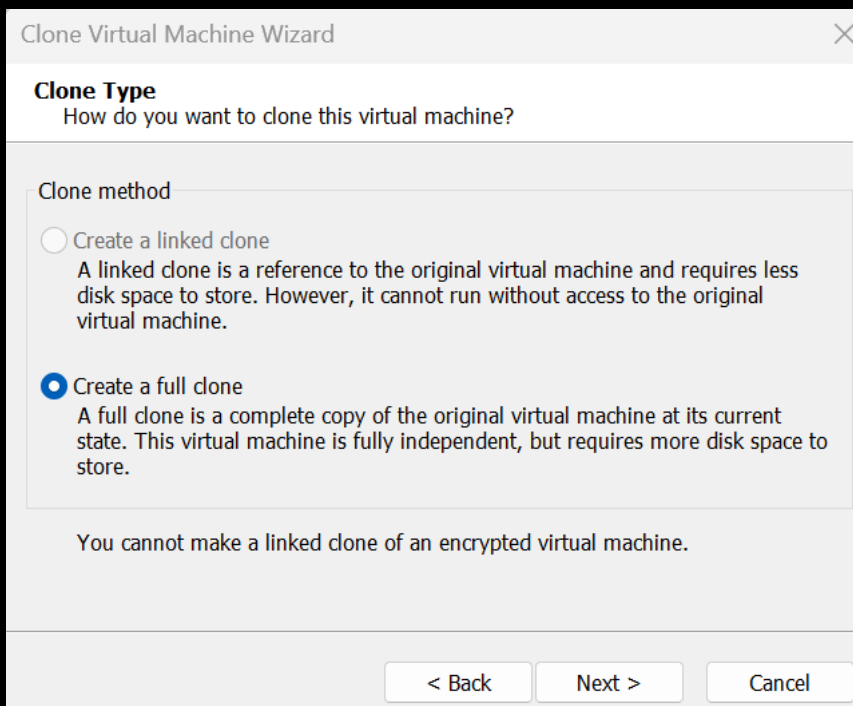 Clone Virtual Machine Wizard
Clone Type
How do you want to clone this virtual machine?
Clone method
Create a linked clone
A linked clone is a reference to the original virtual machine and requires less
disk space to store. However, it cannot run without access to the original
virtual machine.
Create a full clone
A full clone is a complete copy of the original virtual machine at its current
state. This virtual machine is fully independent, but requires more disk space to
store.
You cannot make a linked clone of an encrypted virtual machine.
< Back Next > Cancel